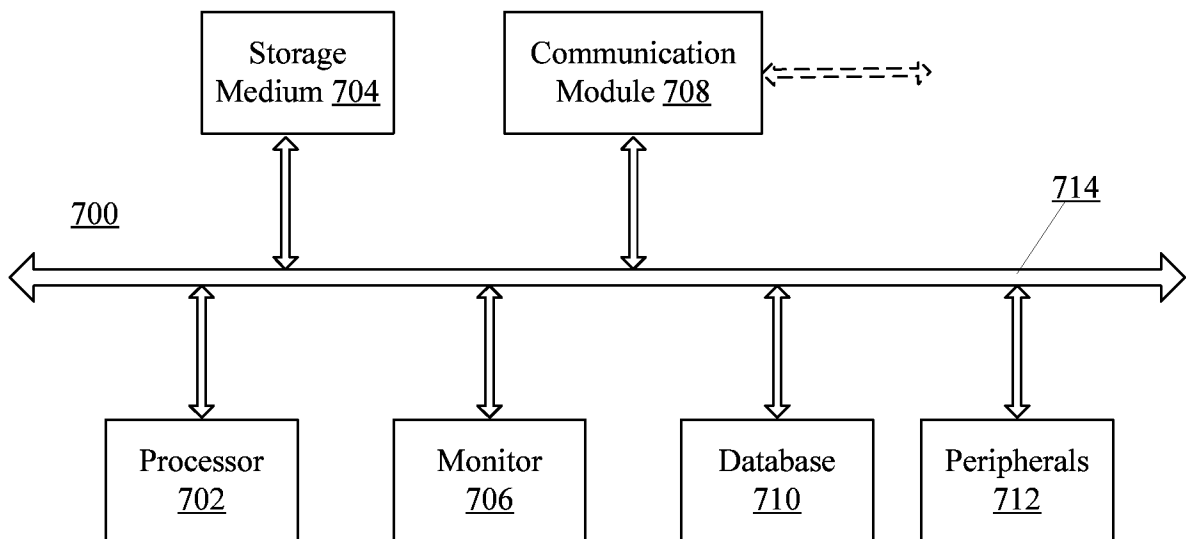 Storage
Medium 704
Communication
Module 708
700
714
Processor
702
Monitor
706
Database
710
Peripherals
712